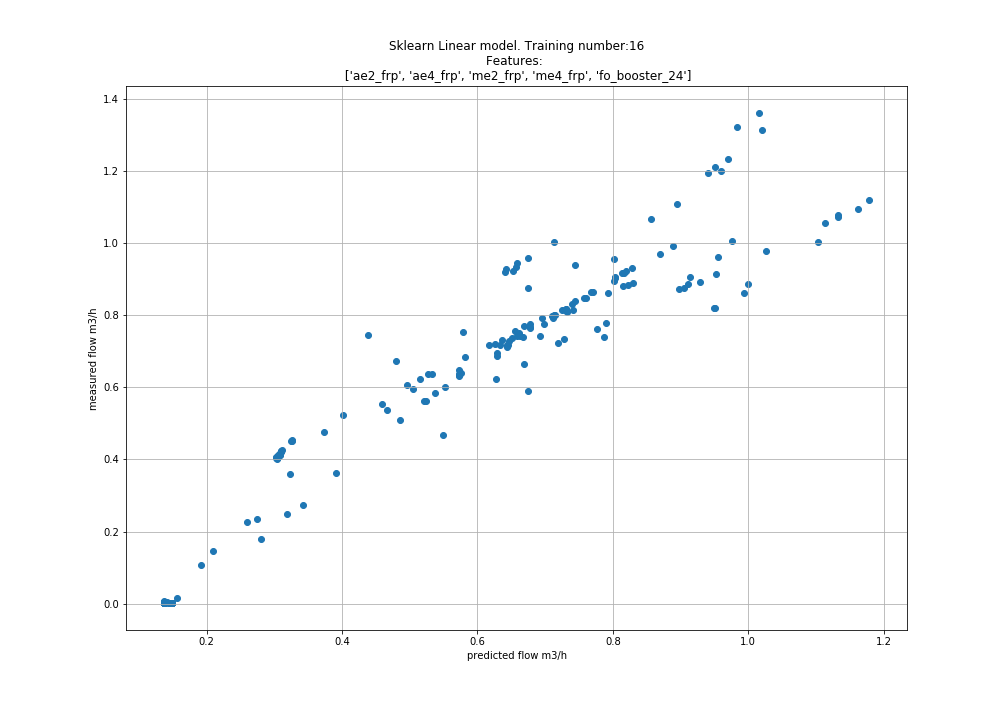 Sklearn Linear model. Training number:16
Features:
['ae2_frp', 'ae4_frp', 'me2_frp', 'me4_frp', 'fo_booster_24']
1.4
1.2
1.0
0.8
0.6
0.4
0.2
0.0
measured flow m3/h
0.2 0.4 0.6 0.8 1.0 1.2
predicted flow m3/h